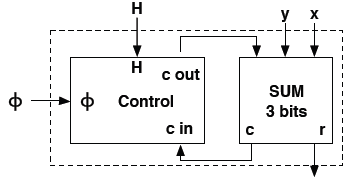 H
y x
H
c out
SUM
ϕ ϕ Control
3 bits
c in
c r